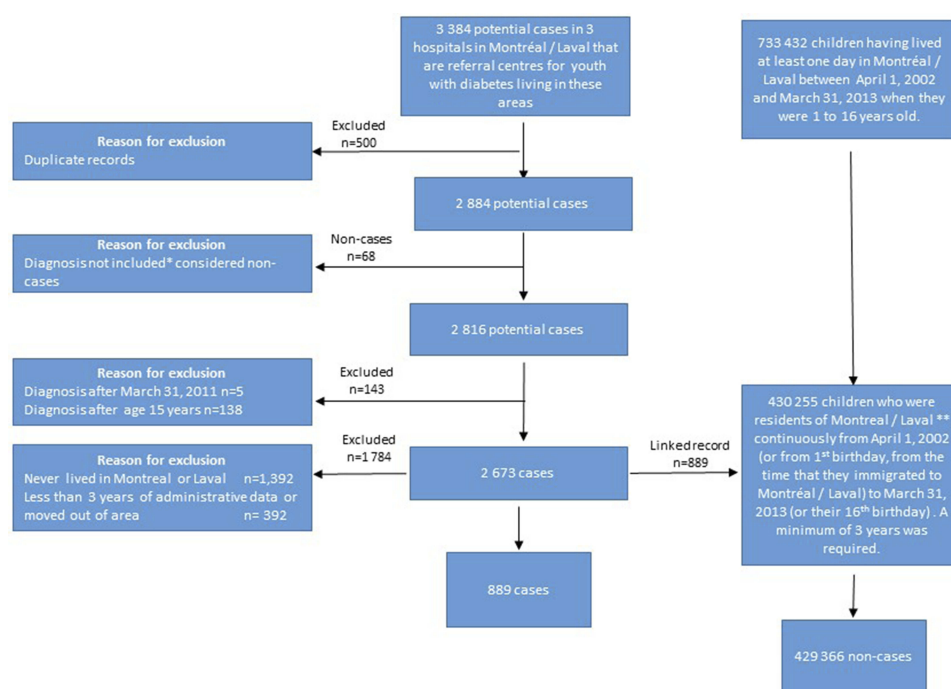 3 384 potential cases in 3
hospitals in Montréal / Laval that
are referral centres for youth
with diabetes living in these
areas
733 432 children having lived
at least one day in Montréal /
Laval between April 1, 2002
and March 31, 2013 when they
were 1 to 16 years old.
Excluded
n=500
Reason for exclusion
Duplicate records
2 884 potential cases
Non-cases
n=68
Reason for exclusion
Diagnosis not included* considered non-
cases
2 816 potential cases
Excluded
n=143
Reason for exclusion
Diagnosis after March 31, 2011 n=5
Diagnosis after age 15 years n=138
Excluded
n=1 784
Reason for exclusion
Never lived in Montreal or Laval n=1,392
Less than 3 years of administrative data or
moved out of area n= 392
2 673 cases
Linked record
n=889
430 255 children who were
residents of Montreal / Laval **
continuously from April 1, 2002
(or from 1st birthday, from the
time that they immigrated to
Montréal / Laval) to March 31,
2013 (or their 16th birthday) . A
minimum of 3 years was
required.
889 cases
429 366 non-cases